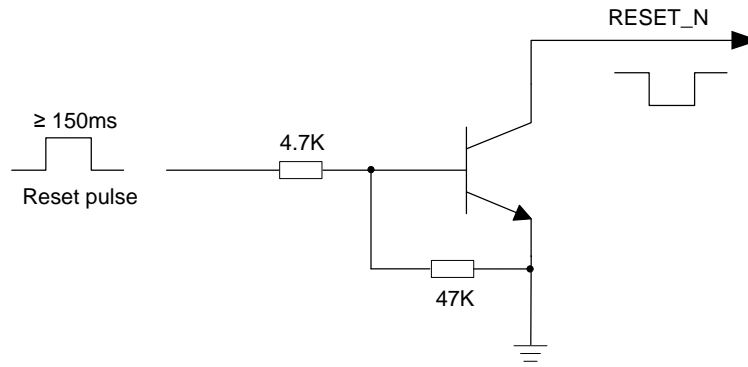 RESET_N
≥ 150ms
4.7K
Reset pulse
47K